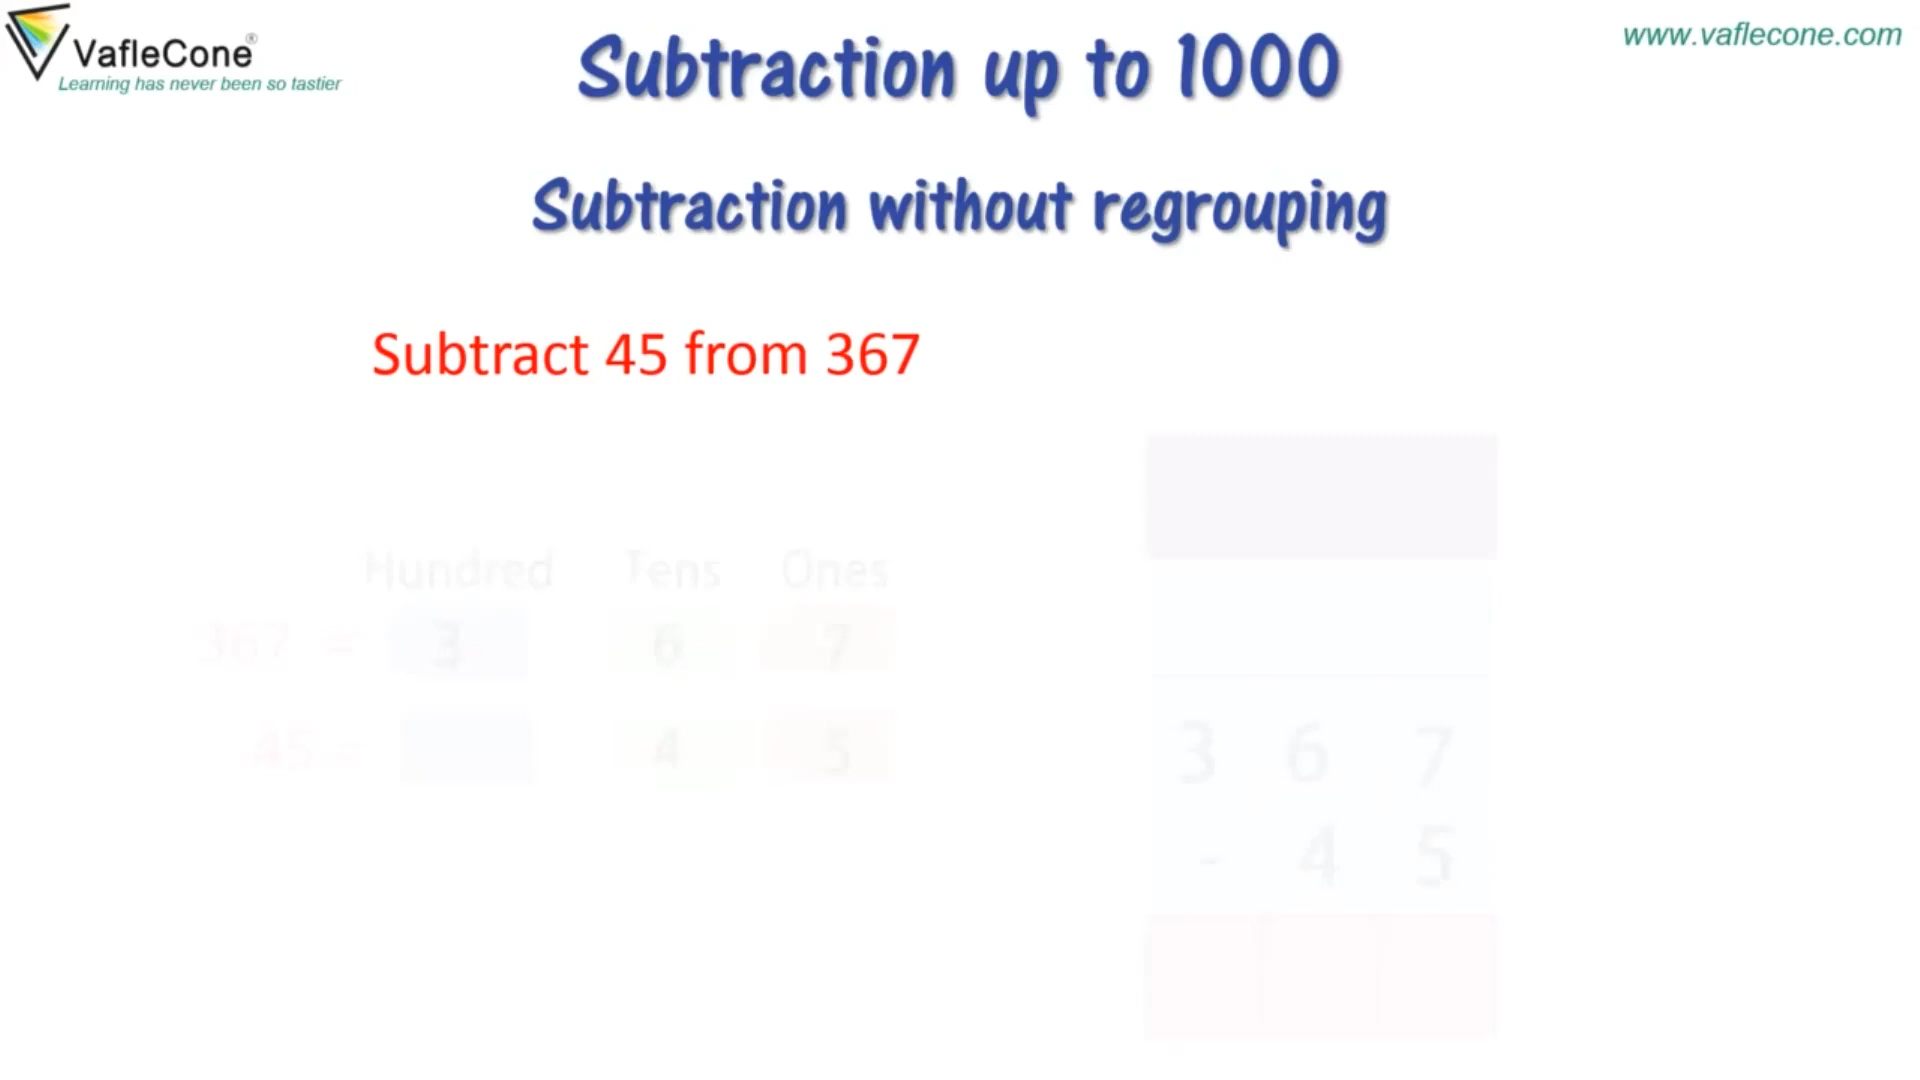 VafleCone®
Learning has never been so tastier
www.vaflecone.com
Subtraction up to 1000
Subtraction without regrouping
Subtract 45 from 367
Hundred Tens Ones
367 = 3 6 7
45 = 4 5
3 6 7
- 4 5